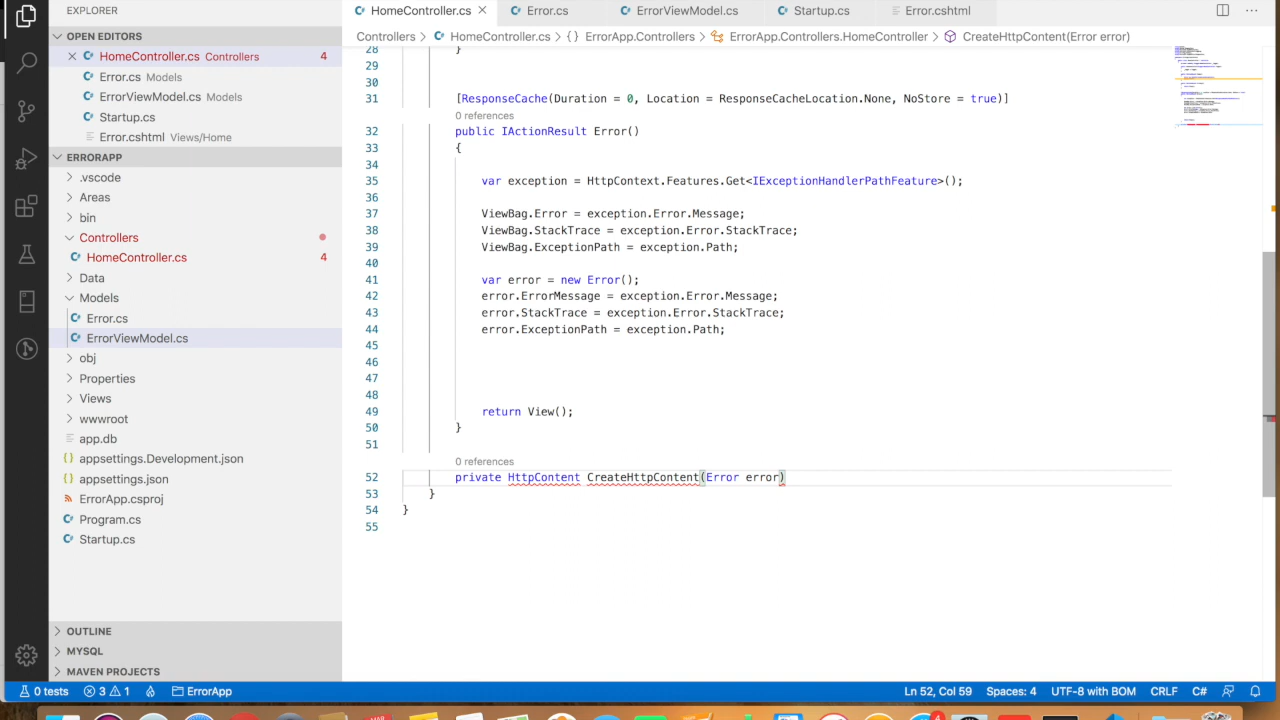 EXPLORER
OPEN EDITORS
HomeController.cs Controllers 4
Error.cs Models
ErrorViewModel.cs Models
Startup.cs
Error.cshtml Views/Home
ERRORAPP
.vscode
Areas
bin
Controllers
HomeController.cs 4
Data
Models
Error.cs
ErrorViewModel.cs
obj
Properties
Views
wwwroot
app.db
appsettings.Development.json
appsettings.json
ErrorApp.csproj
Program.cs
Startup.cs
OUTLINE
MYSQL
MAVEN PROJECTS
HomeController.cs Error.cs ErrorViewModel.cs Startup.cs Error.cshtml
Controllers > HomeController.cs > {} ErrorApp.Controllers > ErrorApp.Controllers.HomeController > CreateHttpContent(Error error)
28 }
29
30
31 [ResponseCache(Duration = 0, Location = ResponseCacheLocation.None, NoStore = true)]
0 references
32 public IActionResult Error()
33 {
34
35 var exception = HttpContext.Features.Get<IExceptionHandlerPathFeature>();
36
37 ViewBag.Error = exception.Error.Message;
38 ViewBag.StackTrace = exception.Error.StackTrace;
39 ViewBag.ExceptionPath = exception.Path;
40
41 var error = new Error();
42 error.ErrorMessage = exception.Error.Message;
43 error.StackTrace = exception.Error.StackTrace;
44 error.ExceptionPath = exception.Path;
45
46
47
48
49 return View();
50 }
51
0 references
52 private HttpContent CreateHttpContent(Error error)
53 }
54 }
55
0 tests 3 1 ErrorApp Ln 52, Col 59 Spaces: 4 UTF-8 with BOM CRLF C#